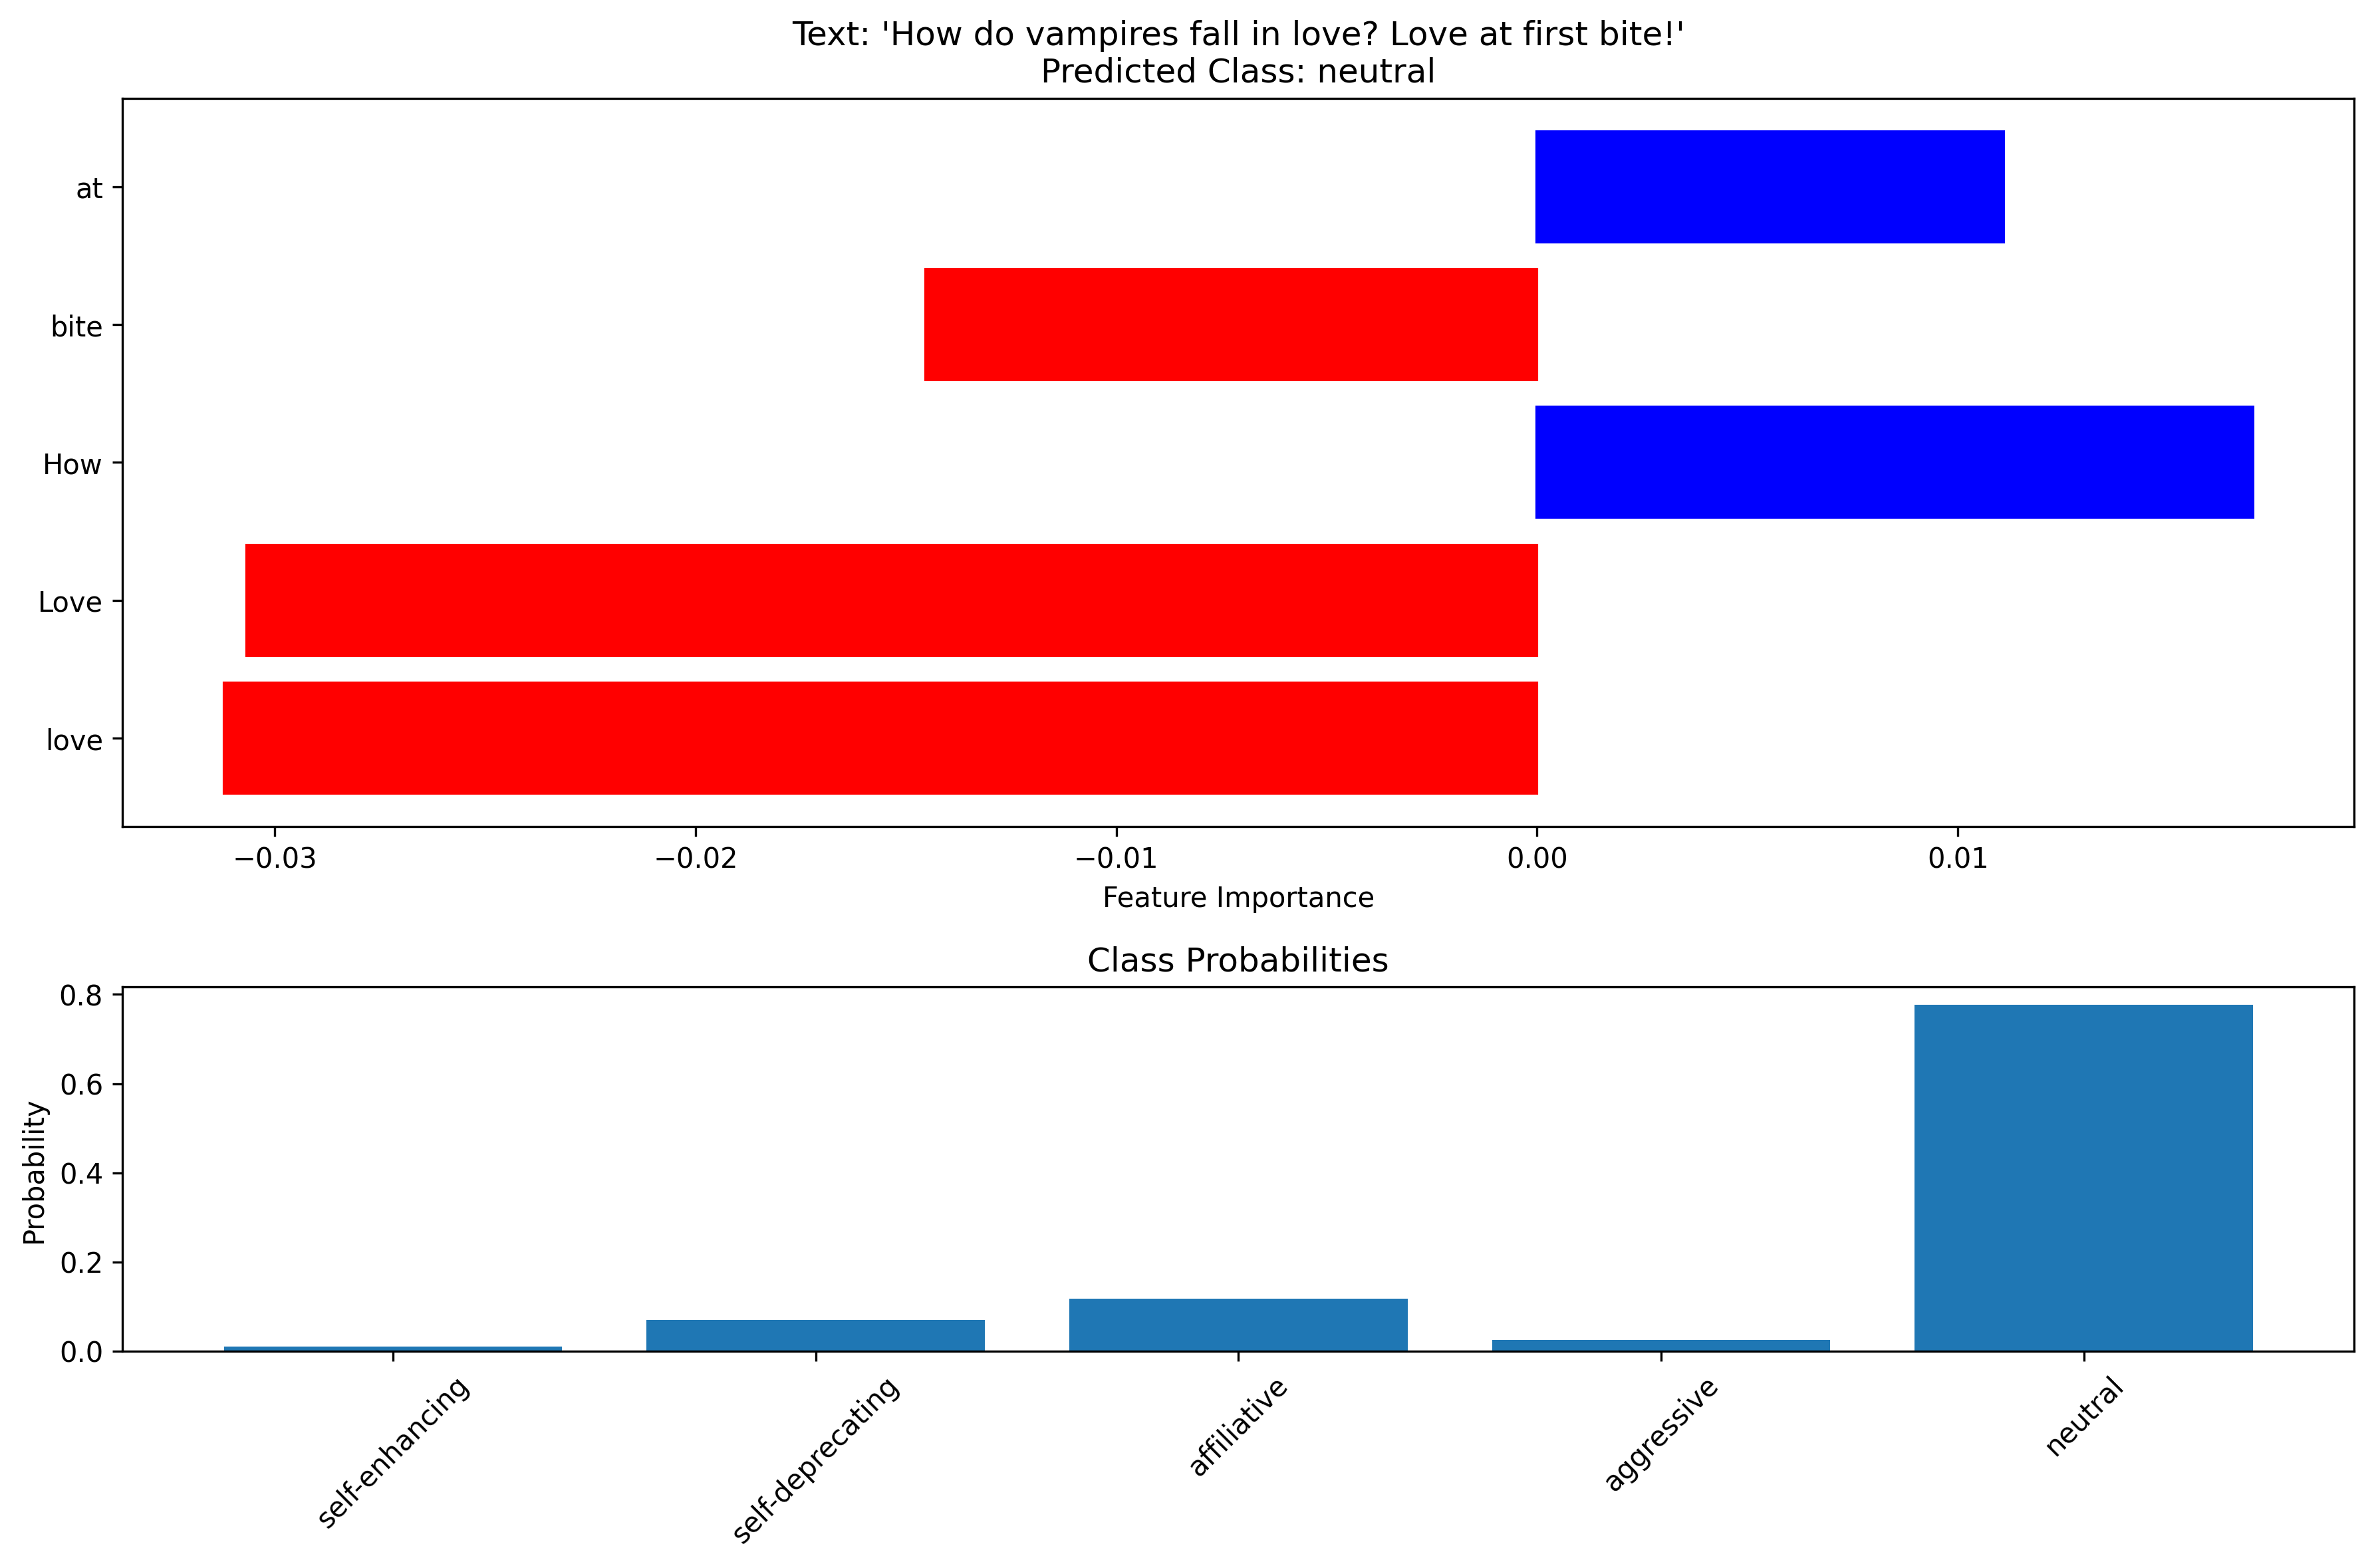 Text: 'How do vampires fall in love? Love at first bite!'
Predicted Class: neutral
at
bite
How
Love
love
−0.03
−0.02
−0.01
0.00
0.01
Feature Importance
Class Probabilities
0.8
0.6
0.4
0.2
0.0
Probability
self-enhancing
self-deprecating
affiliative
aggressive
neutral